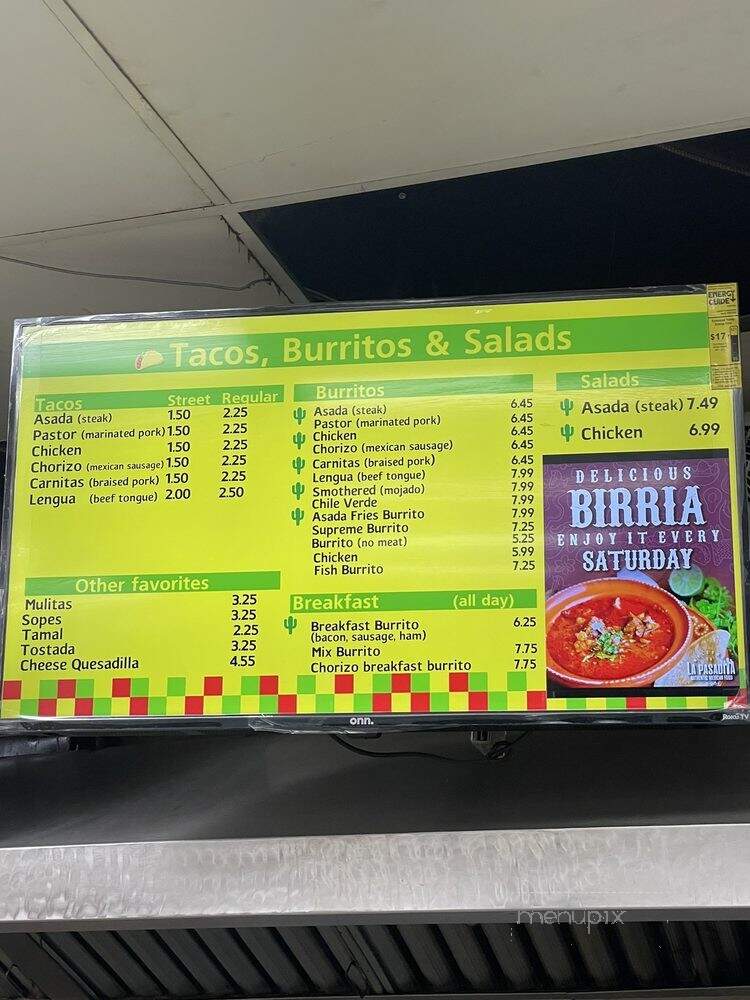 Tacos, Burritos & Salads
Tacos Street Regular
Asada (steak) 1.50 2.25
Pastor (marinated pork) 1.50 2.25
Chicken 1.50 2.25
Chorizo (mexican sausage) 1.50 2.25
Carnitas (braised pork) 1.50 2.25
Lengua (beef tongue) 2.00 2.50
Other favorites
Mulitas 3.25
Sopes 3.25
Tamal 2.25
Tostada 3.25
Cheese Quesadilla 4.55
Burritos
Asada (steak) 6.45
Pastor (marinated pork) 6.45
Chicken 6.45
Chorizo (mexican sausage) 6.45
Carnitas (braised pork) 6.45
Lengua (beef tongue) 7.99
Smothered (mojado) 7.99
Chile Verde 7.99
Asada Fries Burrito 7.99
Supreme Burrito 7.25
Burrito (no meat) 5.25
Chicken 5.99
Fish Burrito 7.25
Breakfast (all day)
Breakfast Burrito 6.25
(bacon, sausage, ham)
Mix Burrito 7.75
Chorizo breakfast burrito 7.75
Salads
Asada (steak) 7.49
Chicken 6.99
DELICIOUS
BIRRIA
ENJOY IT EVERY
SATURDAY
LA PASADITA
AUTHENTIC MEXICAN FOOD
ENERGY
GUIDE
$17
onn.
Roku TV
menupix